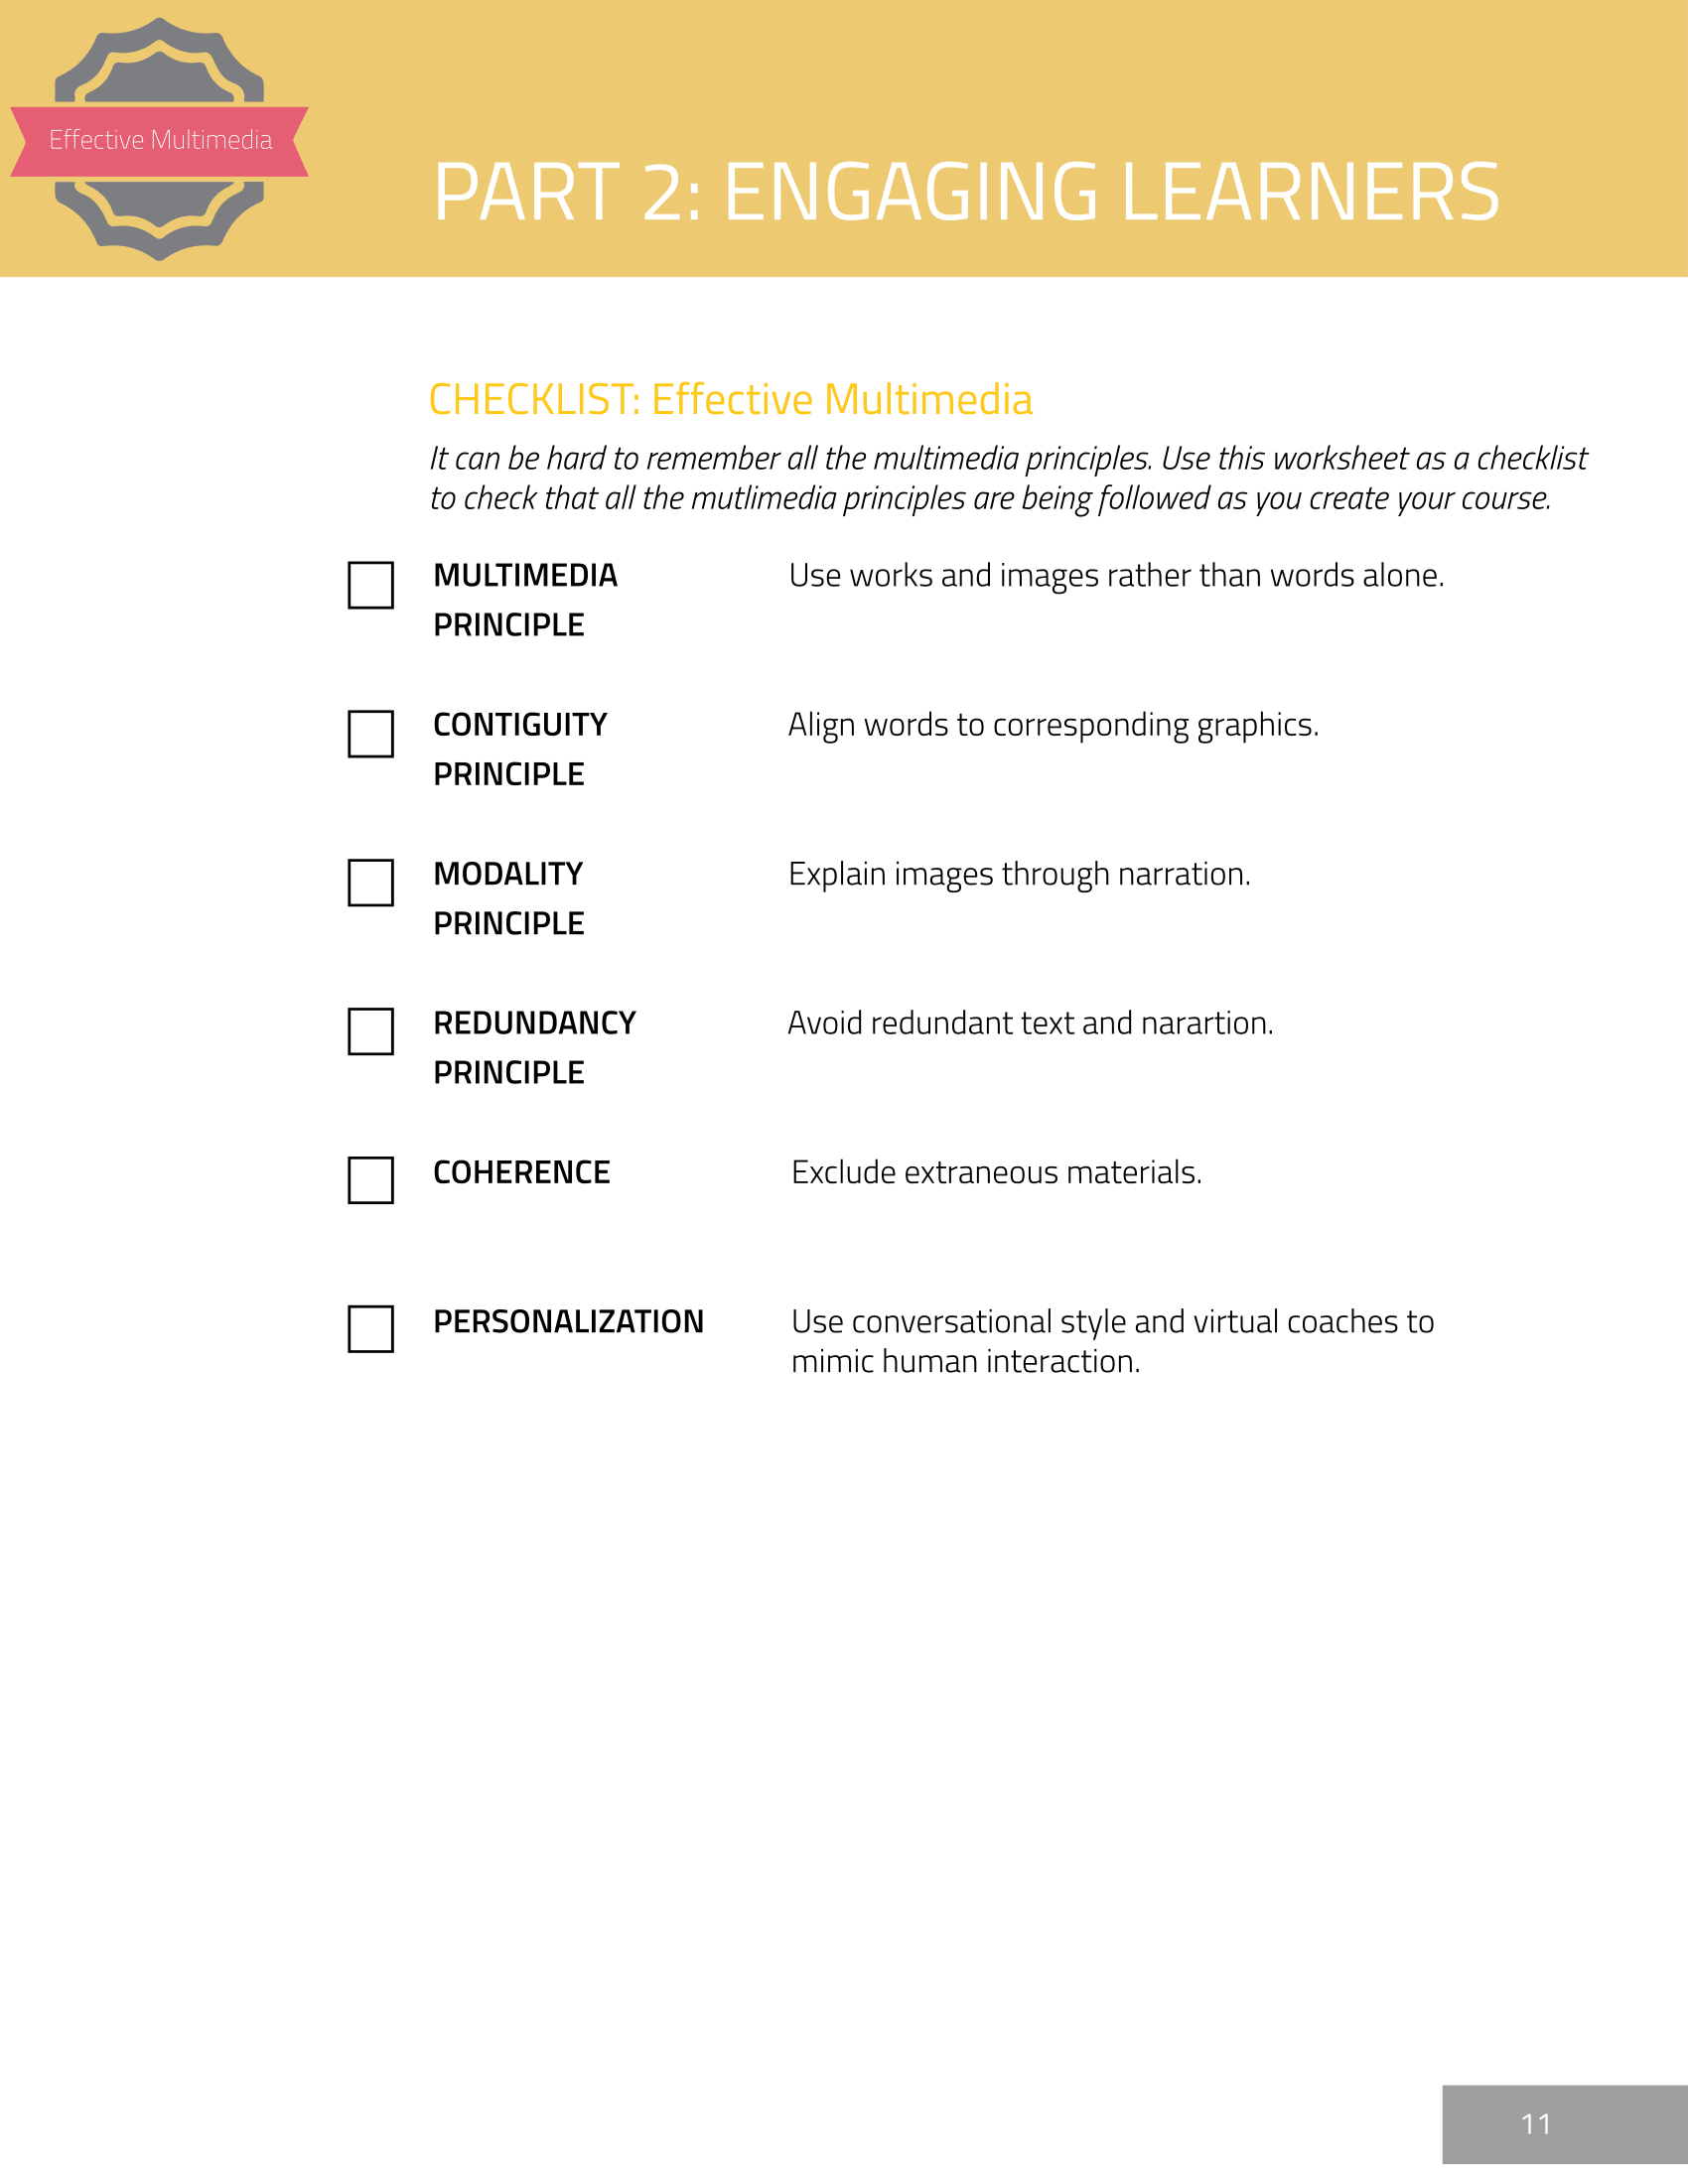 Effective Multimedia
PART 2: ENGAGING LEARNERS
CHECKLIST: Effective Multimedia
It can be hard to remember all the multimedia principles. Use this worksheet as a checklist
to check that all the mutlimedia principles are being followed as you create your course.
MULTIMEDIA Use works and images rather than words alone.
PRINCIPLE
CONTIGUITY Align words to corresponding graphics.
PRINCIPLE
MODALITY Explain images through narration.
PRINCIPLE
REDUNDANCY Avoid redundant text and narartion.
PRINCIPLE
COHERENCE Exclude extraneous materials.
PERSONALIZATION Use conversational style and virtual coaches to
mimic human interaction.
11